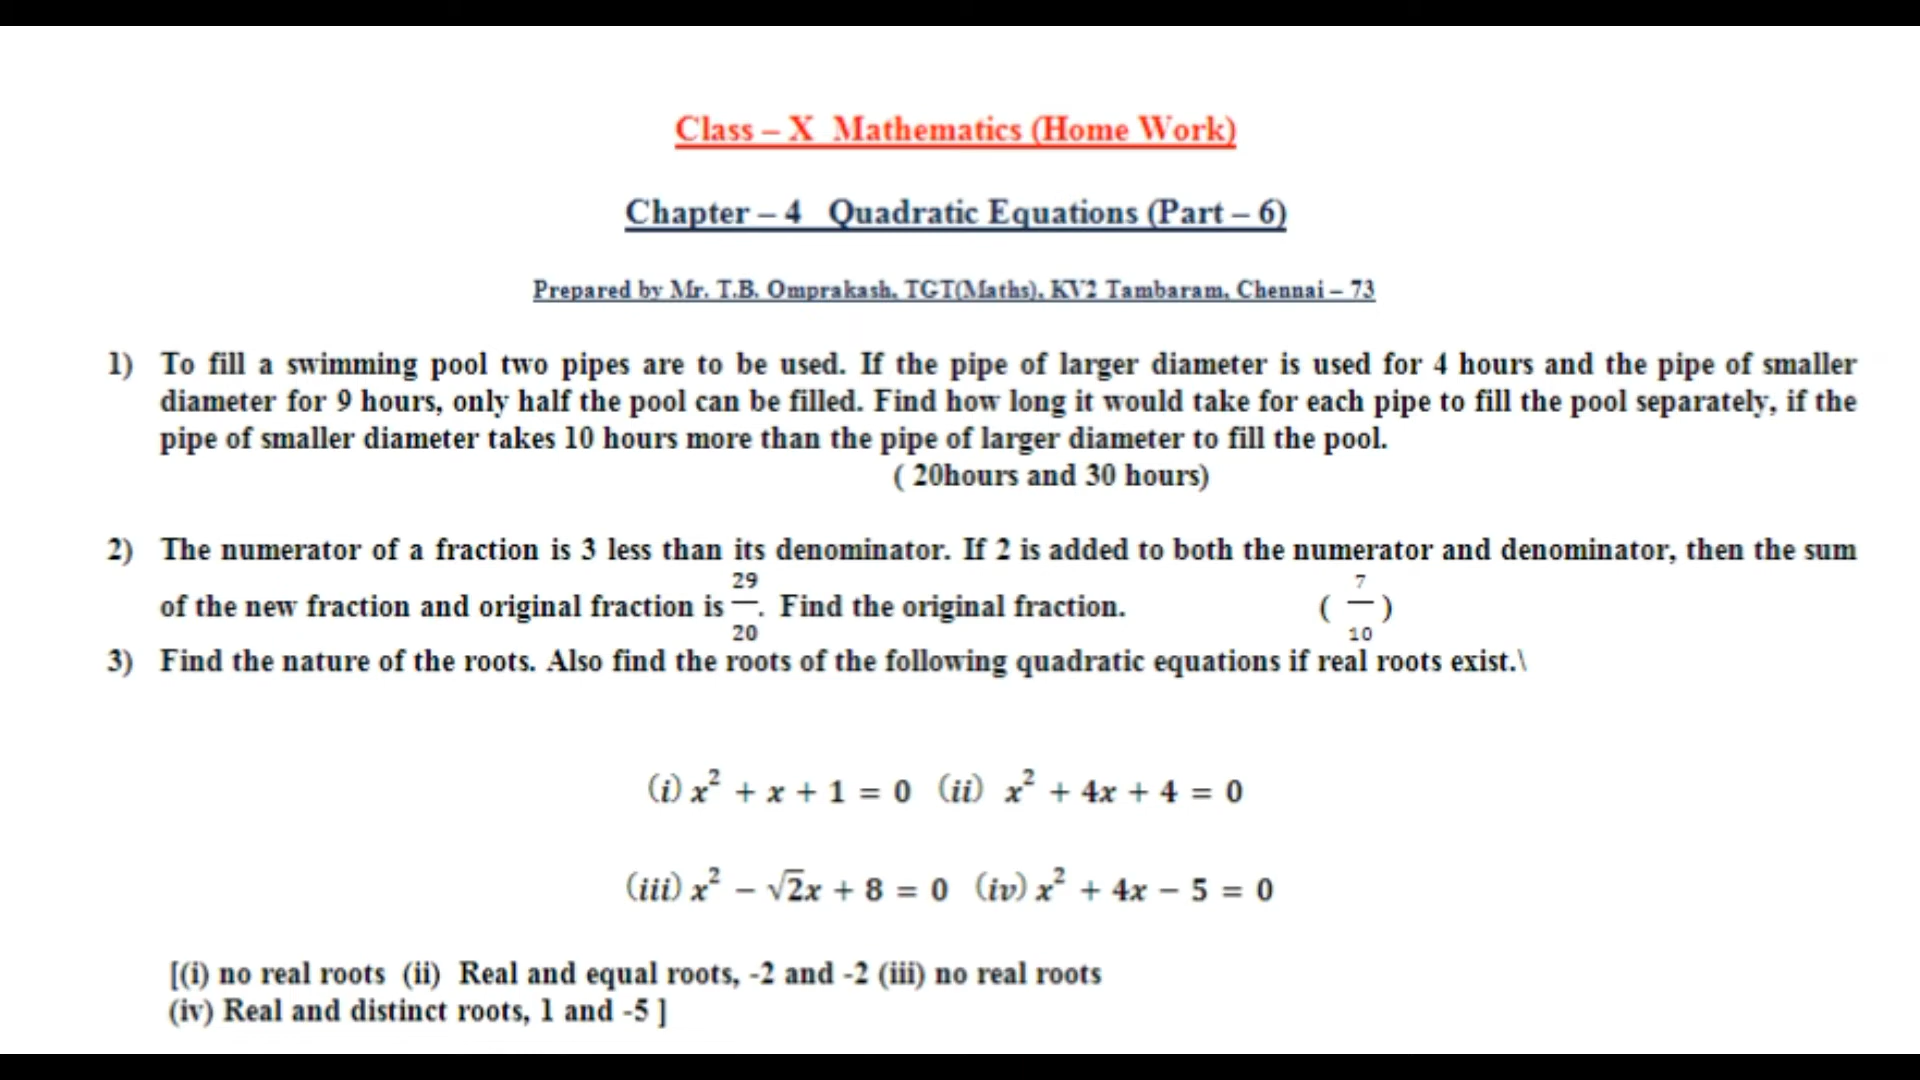 Class – X  Mathematics (Home Work)
Chapter – 4   Quadratic Equations (Part – 6)
Prepared by Mr. T.B. Omprakash, TGT(Maths), KV2 Tambaram, Chennai – 73
1) To fill a swimming pool two pipes are to be used. If the pipe of larger diameter is used for 4 hours and the pipe of smaller
diameter for 9 hours, only half the pool can be filled. Find how long it would take for each pipe to fill the pool separately, if the
pipe of smaller diameter takes 10 hours more than the pipe of larger diameter to fill the pool.
( 20hours and 30 hours)
2) The numerator of a fraction is 3 less than its denominator. If 2 is added to both the numerator and denominator, then the sum
of the new fraction and original fraction is 29/20. Find the original fraction. ( 7/10 )
3) Find the nature of the roots. Also find the roots of the following quadratic equations if real roots exist.\
(i) x² + x + 1 = 0 (ii) x² + 4x + 4 = 0
(iii) x² − √2x + 8 = 0 (iv) x² + 4x − 5 = 0
[(i) no real roots (ii) Real and equal roots, -2 and -2 (iii) no real roots
(iv) Real and distinct roots, 1 and -5 ]